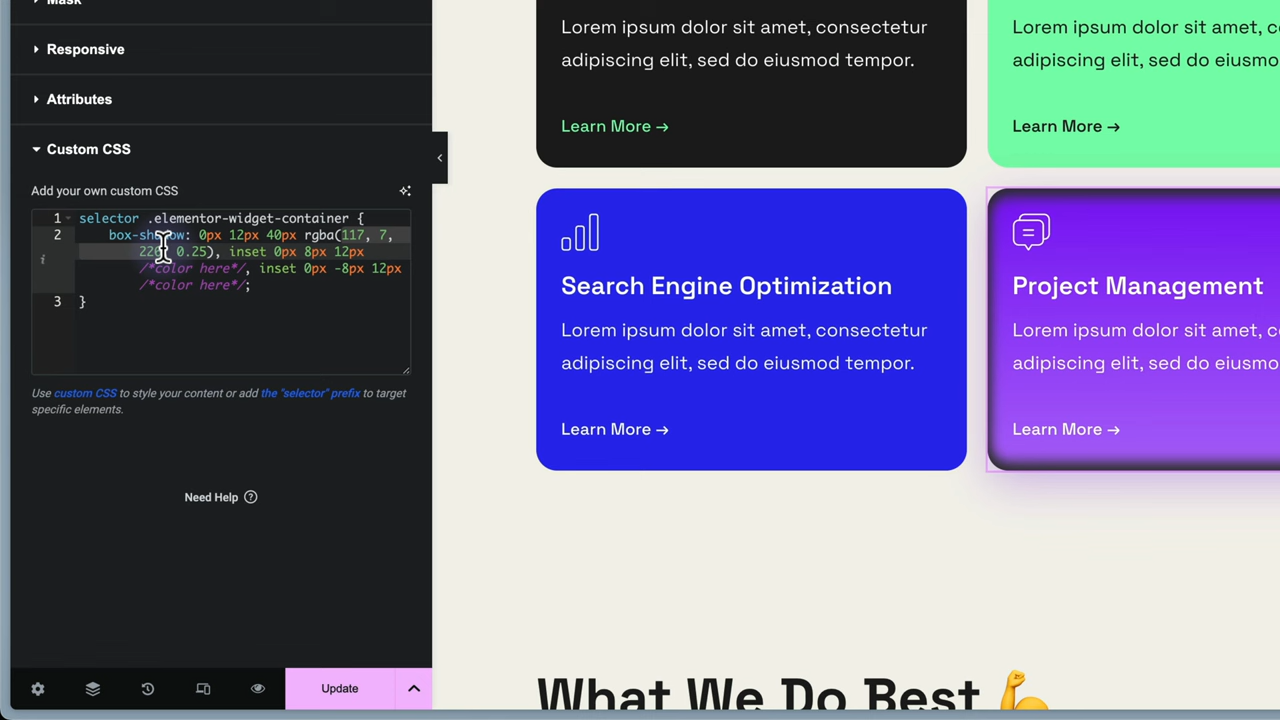 Mask
Responsive
Attributes
Custom CSS
Add your own custom CSS
1 selector .elementor-widget-container {
2 box-shadow: 0px 12px 40px rgba(117, 7,
0.25), inset 0px 8px 12px
/*color here*/, inset 0px -8px 12px
/*color here*/;
3 }
Use custom CSS to style your content or add the "selector" prefix to target
specific elements.
Need Help ?
Update
Lorem ipsum dolor sit amet, consectetur
adipiscing elit, sed do eiusmod tempor.
Learn More →
Lorem ipsum dolor sit amet,
adipiscing elit, sed do eiusmo
Learn More →
Search Engine Optimization
Lorem ipsum dolor sit amet, consectetur
adipiscing elit, sed do eiusmod tempor.
Learn More →
Project Management
Lorem ipsum dolor sit amet, c
adipiscing elit, sed do eiusmo
Learn More →
What We Do Best 💪